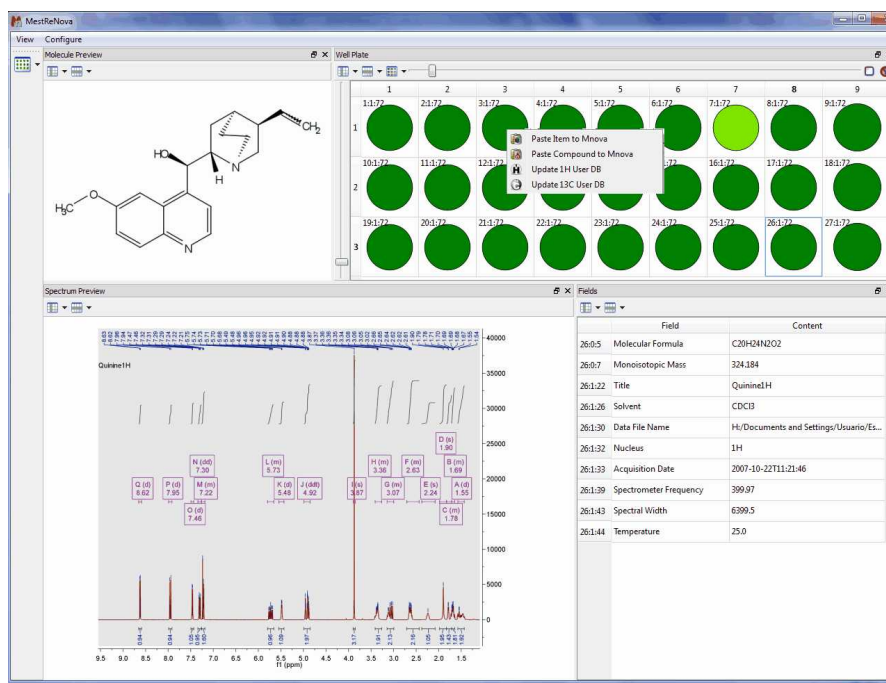 MestReNova
View Configure
Molecule Preview
Well Plate
1 2 3 4 5 6 7 8 9
1:1:72 2:1:72 3:1:72 4:1:72 5:1:72 6:1:72 7:1:72 8:1:72 9:1:72
1
Paste Item to Mnova
Paste Compound to Mnova
Update 1H User DB
Update 13C User DB
10:1:72 11:1:72 12:1:72 16:1:72 17:1:72 18:1:72
2
19:1:72 20:1:72 21:1:72 22:1:72 23:1:72 24:1:72 25:1:72 26:1:72 27:1:72
3
CH2
HO
N
H
O
H3C
N
Spectrum Preview
Quinine1H
40000
35000
30000
25000
20000
15000
10000
5000
0
D (s)
1.90
N (dd)
7.30
L (m)
5.73
H (m)
3.36
F (m)
2.63
B (m)
1.69
Q (d)
8.62
P (d)
7.95
M (m)
7.22
K (d)
5.48
J (ddt)
4.92
I (s)
3.87
G (m)
3.07
E (s)
2.24
A (d)
1.55
O (d)
7.46
C (m)
1.78
9.5 9.0 8.5 8.0 7.5 7.0 6.5 6.0 5.5 5.0 4.5 4.0 3.5 3.0 2.5 2.0 1.5
f1 (ppm)
Fields
Field Content
26:0:5 Molecular Formula C20H24N2O2
26:0:7 Monoisotopic Mass 324.184
26:1:22 Title Quinine1H
26:1:26 Solvent CDCl3
26:1:30 Data File Name H:/Documents and Settings/Usuario/Es...
26:1:32 Nucleus 1H
26:1:33 Acquisition Date 2007-10-22T11:21:46
26:1:39 Spectrometer Frequency 399.97
26:1:43 Spectral Width 6399.5
26:1:44 Temperature 25.0